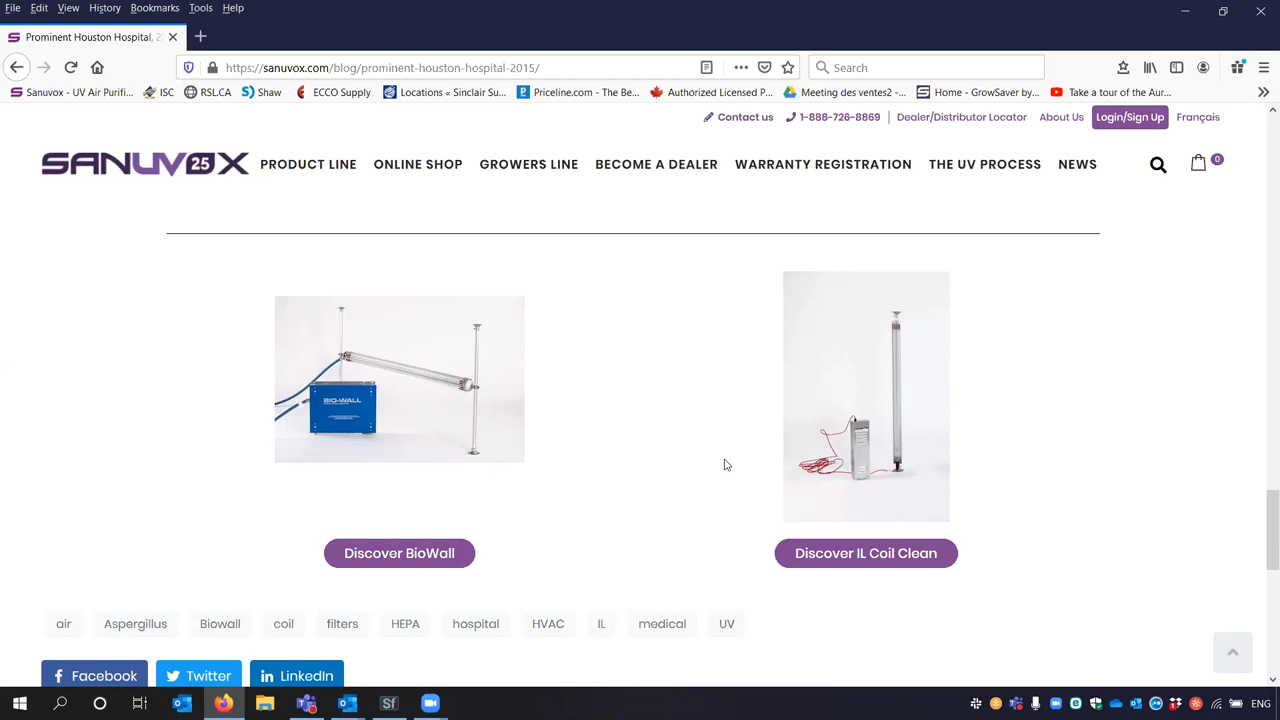 File Edit View History Bookmarks Tools Help
Prominent Houston Hospital, 2
https://sanuvox.com/blog/prominent-houston-hospital-2015/
Search
Sanuvox - UV Air Purifi... ISC RSL.CA Shaw ECCO Supply Locations « Sinclair Su... Priceline.com - The Be... Authorized Licensed P... Meeting des ventes2 -... Home - GrowSaver by... Take a tour of the Aur...
Contact us 1-888-726-8869 Dealer/Distributor Locator About Us Login/Sign Up Français
SANUVOX 25 PRODUCT LINE ONLINE SHOP GROWERS LINE BECOME A DEALER WARRANTY REGISTRATION THE UV PROCESS NEWS 0
BIO-WALL
Discover BioWall Discover IL Coil Clean
air Aspergillus Biowall coil filters HEPA hospital HVAC IL medical UV
Facebook Twitter LinkedIn
Sf ENG